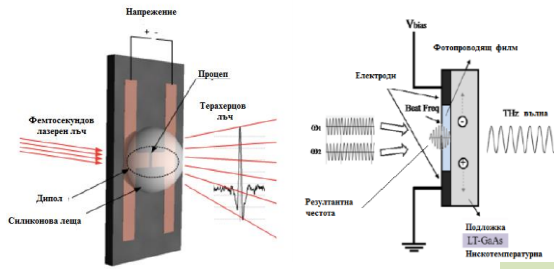 Напрежение
+ -
Процеп
Терахерцов
лъч
Фемтосекундов
лазерен лъч
Дипол
Силиконова леща
Vbias
Фотопроводящ филм
Електроди
Beat Freq
THz вълна
ω1
ω2
-
+
Резултантна
честота
Подложка
LT-GaAs
Нискотемпературна